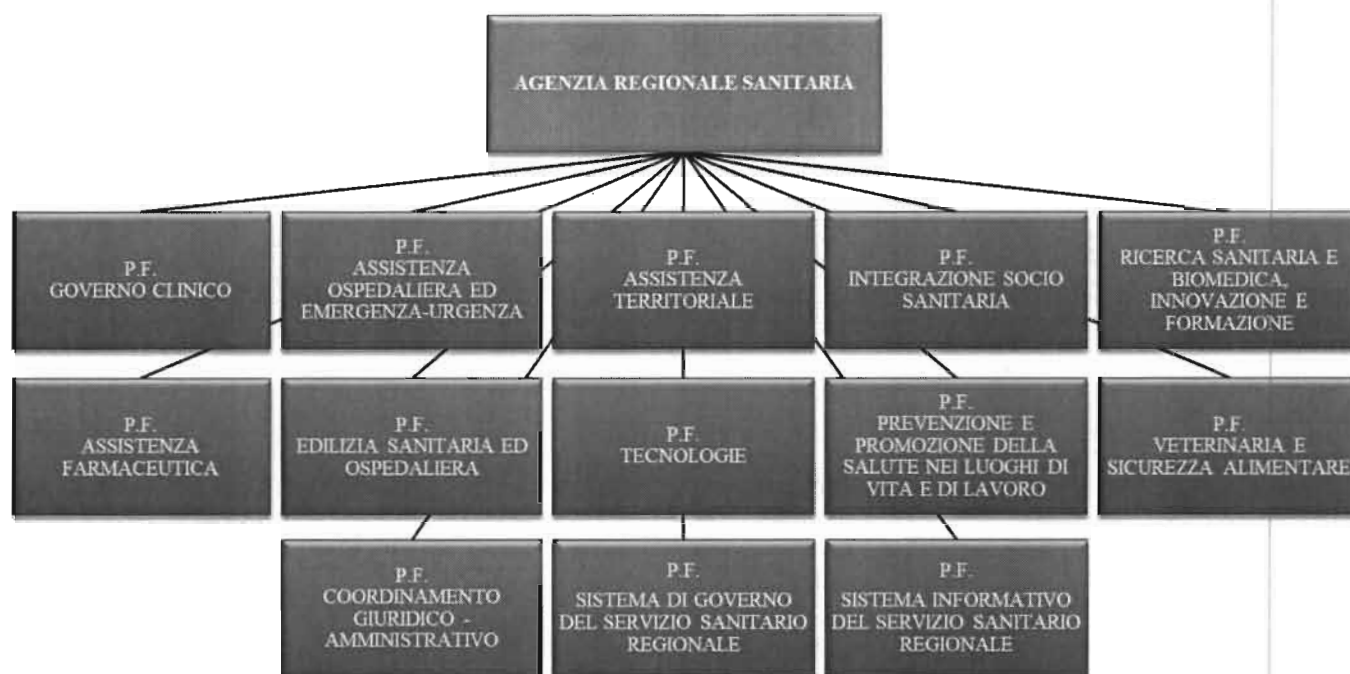 AGENZIA REGIONALE SANITARIA
P.F.
GOVERNO CLINICO
P.F.
ASSISTENZA
OSPEDALIERA ED
EMERGENZA-URGENZA
P.F.
ASSISTENZA
TERRITORIALE
P.F.
INTEGRAZIONE SOCIO
SANITARIA
P.F.
RICERCA SANITARIA E
BIOMEDICA,
INNOVAZIONE E
FORMAZIONE
P.F.
ASSISTENZA
FARMACEUTICA
P.F.
EDILIZIA SANITARIA ED
OSPEDALIERA
P.F.
TECNOLOGIE
P.F.
PREVENZIONE E
PROMOZIONE DELLA
SALUTE NEI LUOGHI DI
VITA E DI LAVORO
P.F.
VETERINARIA E
SICUREZZA ALIMENTARE
P.F.
COORDINAMENTO
GIURIDICO -
AMMINISTRATIVO
P.F.
SISTEMA DI GOVERNO
DEL SERVIZIO SANITARIO
REGIONALE
P.F.
SISTEMA INFORMATIVO
DEL SERVIZIO SANITARIO
REGIONALE